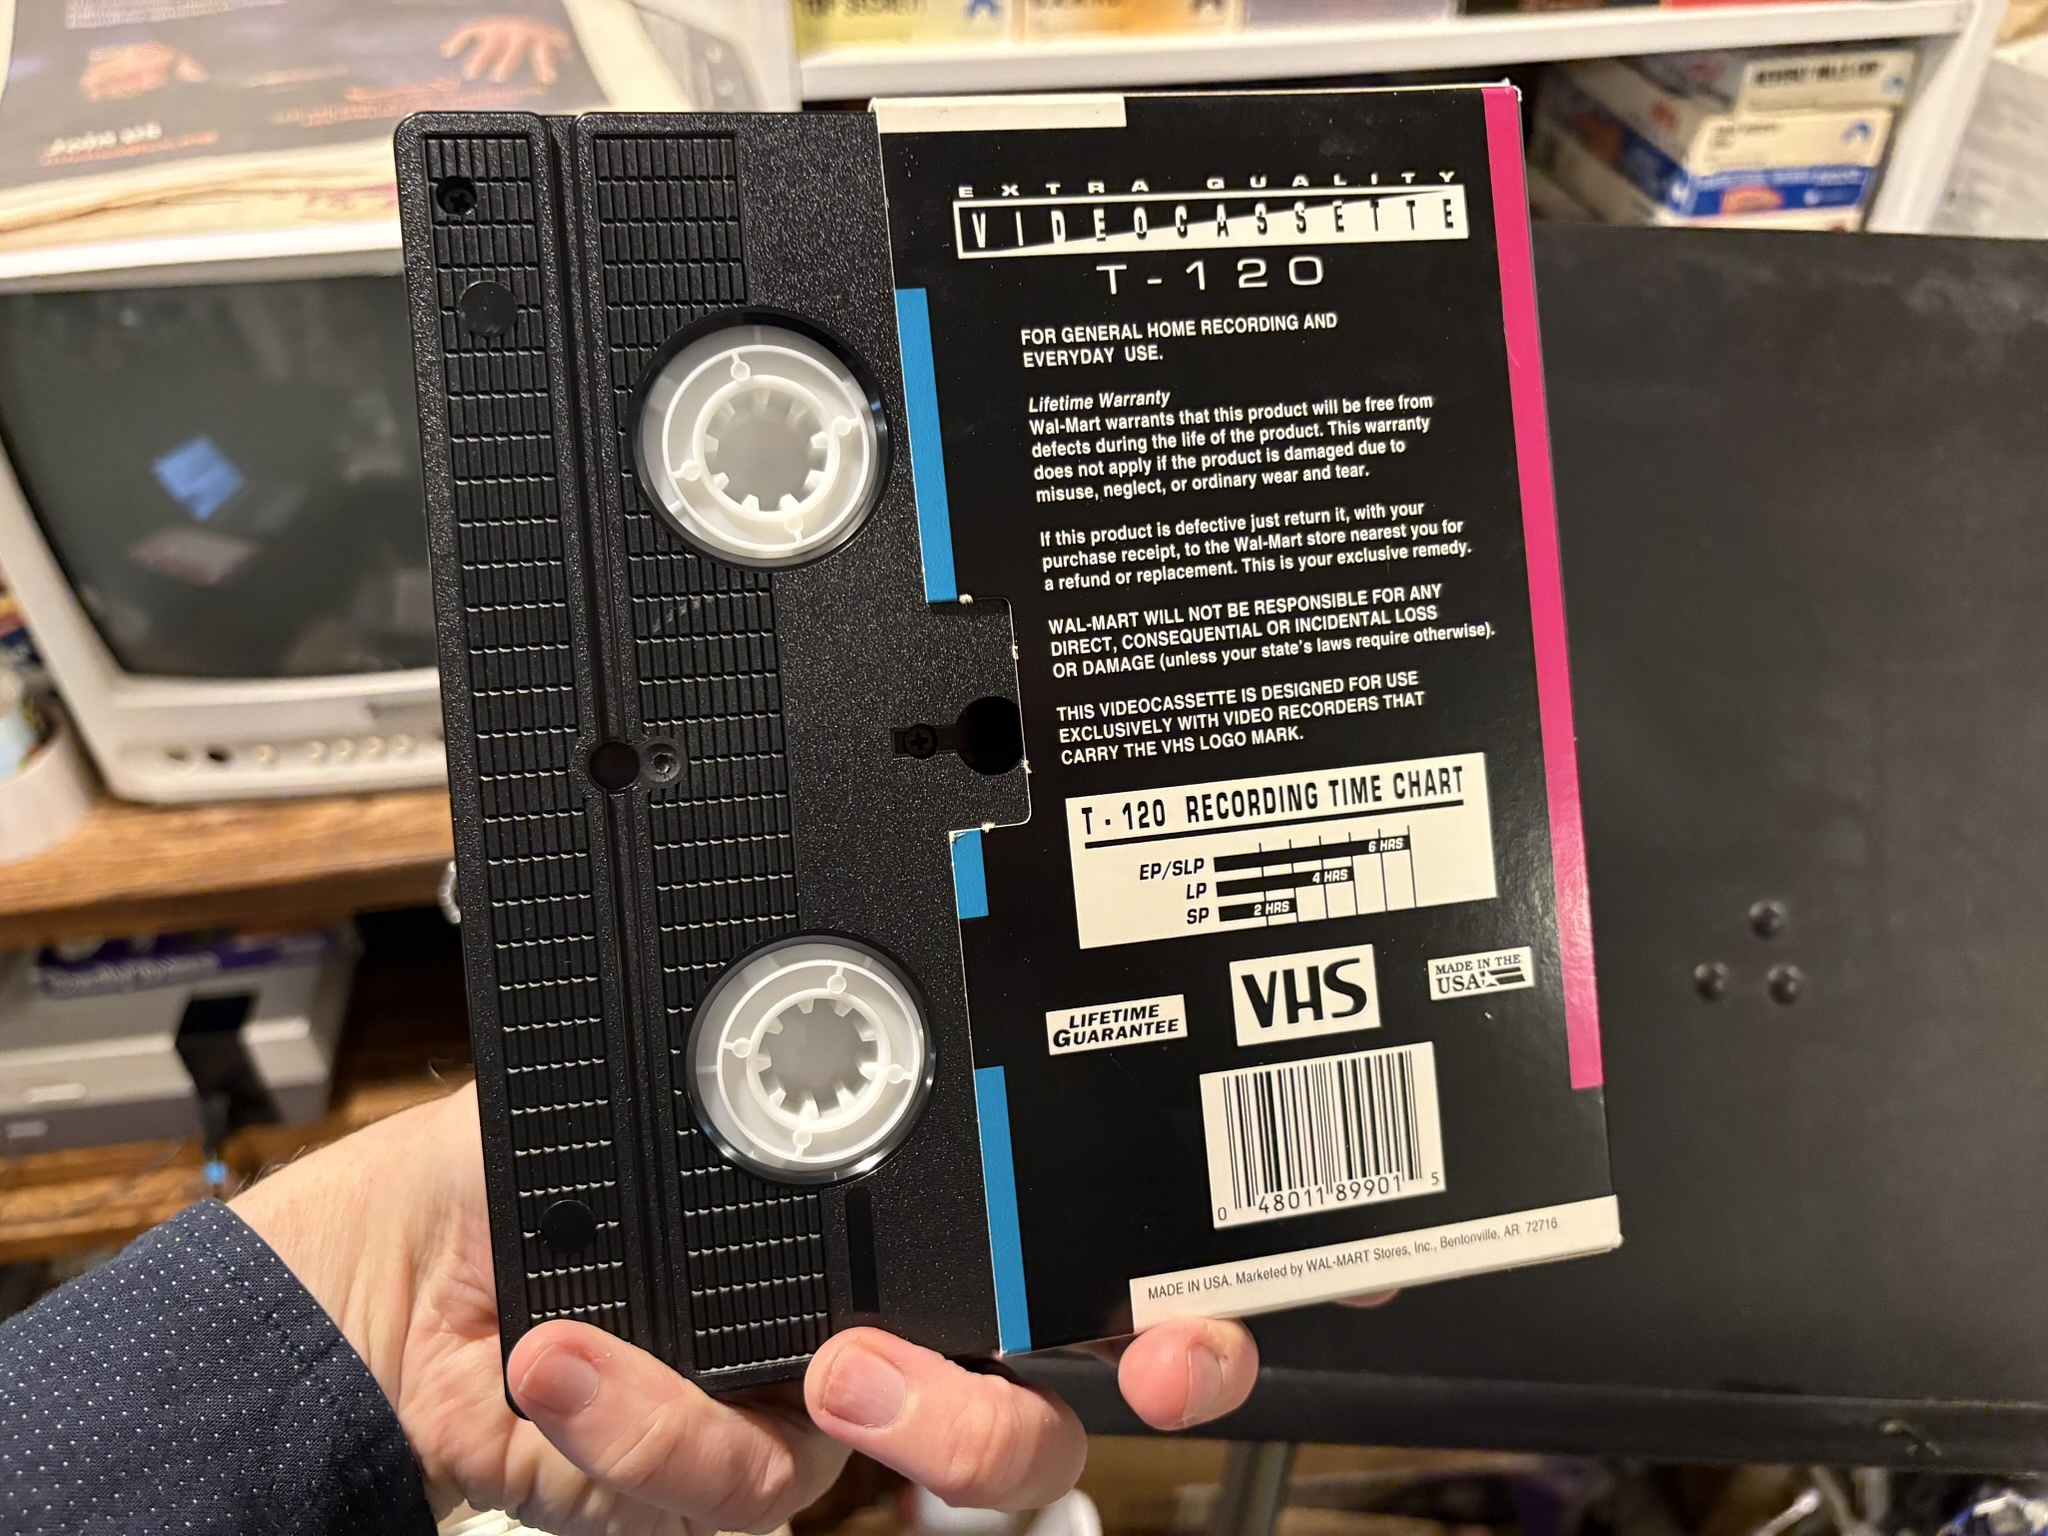 EXTRA QUALITY
VIDEOCASSETTE
T-120
FOR GENERAL HOME RECORDING AND
EVERYDAY USE.
Lifetime Warranty
Wal-Mart warrants that this product will be free from
defects during the life of the product. This warranty
does not apply if the product is damaged due to
misuse, neglect, or ordinary wear and tear.
If this product is defective just return it, with your
purchase receipt, to the Wal-Mart store nearest you for
a refund or replacement. This is your exclusive remedy.
WAL-MART WILL NOT BE RESPONSIBLE FOR ANY
DIRECT, CONSEQUENTIAL OR INCIDENTAL LOSS
OR DAMAGE (unless your state's laws require otherwise).
THIS VIDEOCASSETTE IS DESIGNED FOR USE
EXCLUSIVELY WITH VIDEO RECORDERS THAT
CARRY THE VHS LOGO MARK.
T-120 RECORDING TIME CHART
EP/SLP 6 HRS
LP 4 HRS
SP 2 HRS
LIFETIME
GUARANTEE
VHS
MADE IN THE
USA
0 48011 89901 5
MADE IN USA. Marketed by WAL-MART Stores, Inc., Bentonville, AR 72716